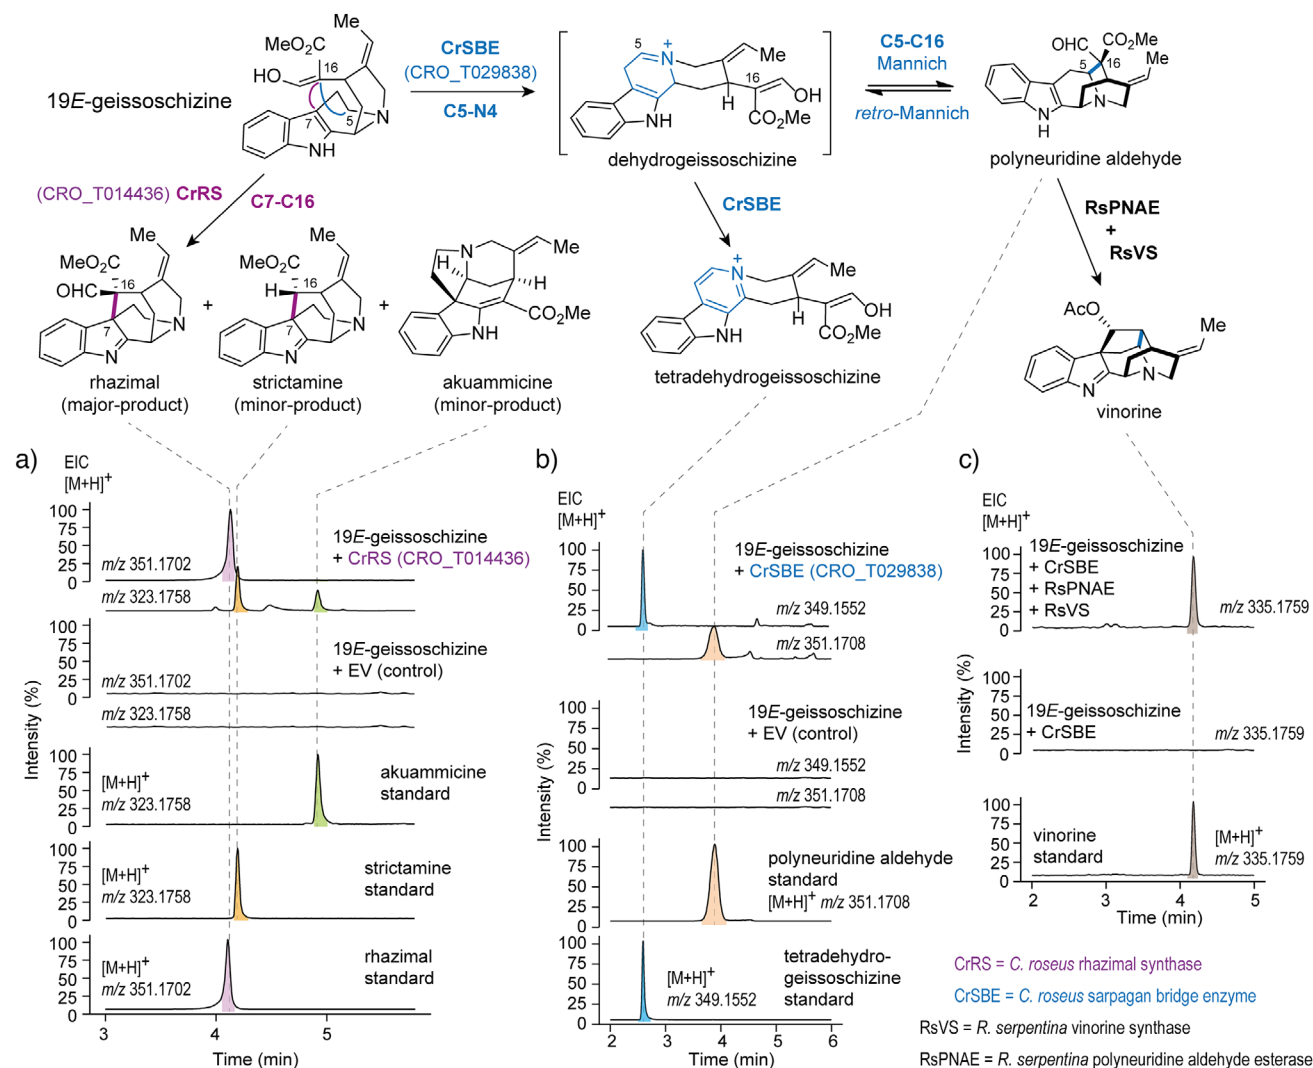 Me
MeO₂C
HO
16
7
5
N
NH
19E-geissoschizine
CrSBE
(CRO_T029838)
C5-N4
5
N
+
Me
16
OH
H
CO₂Me
NH
dehydrogeissoschizine
C5-C16
Mannich
retro-Mannich
OHC
CO₂Me
5
16
Me
N
N
H
polyneuridine aldehyde
(CRO_T014436) CrRS
C7-C16
CrSBE
RsPNAE
+
RsVS
Me
MeO₂C
OHC
16
7
N
N
rhazimal
(major-product)
+
Me
MeO₂C
H
16
7
N
N
strictamine
(minor-product)
+
N
Me
H
H
CO₂Me
NH
akuammicine
(minor-product)
+
N
Me
OH
H
CO₂Me
NH
tetradehydrogeissoschizine
AcO
Me
N
N
vinorine
a)
EIC
[M+H]⁺
100
75
50
25
0
m/z 351.1702
m/z 323.1758
19E-geissoschizine
+ CrRS (CRO_T014436)
100
75
50
25
0
m/z 351.1702
m/z 323.1758
19E-geissoschizine
+ EV (control)
100
75
50
25
0
[M+H]⁺
m/z 323.1758
akuammicine
standard
100
75
50
25
0
[M+H]⁺
m/z 323.1758
strictamine
standard
100
75
50
25
0
[M+H]⁺
m/z 351.1702
rhazimal
standard
Intensity (%)
3
4
5
Time (min)
b)
EIC
[M+H]⁺
100
75
50
25
0
19E-geissoschizine
+ CrSBE (CRO_T029838)
m/z 349.1552
m/z 351.1708
100
75
50
25
0
19E-geissoschizine
+ EV (control)
m/z 349.1552
m/z 351.1708
100
75
50
25
0
polyneuridine aldehyde
standard
[M+H]⁺ m/z 351.1708
100
75
50
25
0
[M+H]⁺
m/z 349.1552
tetradehydro-
geissoschizine
standard
Intensity (%)
2
3
4
5
6
Time (min)
c)
EIC
[M+H]⁺
100
75
50
25
0
19E-geissoschizine
+ CrSBE
+ RsPNAE
+ RsVS
m/z 335.1759
100
75
50
25
0
19E-geissoschizine
+ CrSBE
m/z 335.1759
100
75
50
25
0
vinorine
standard
[M+H]⁺
m/z 335.1759
Intensity (%)
2
3
4
5
Time (min)
CrRS = C. roseus rhazimal synthase
CrSBE = C. roseus sarpagan bridge enzyme
RsVS = R. serpentina vinorine synthase
RsPNAE = R. serpentina polyneuridine aldehyde esterase